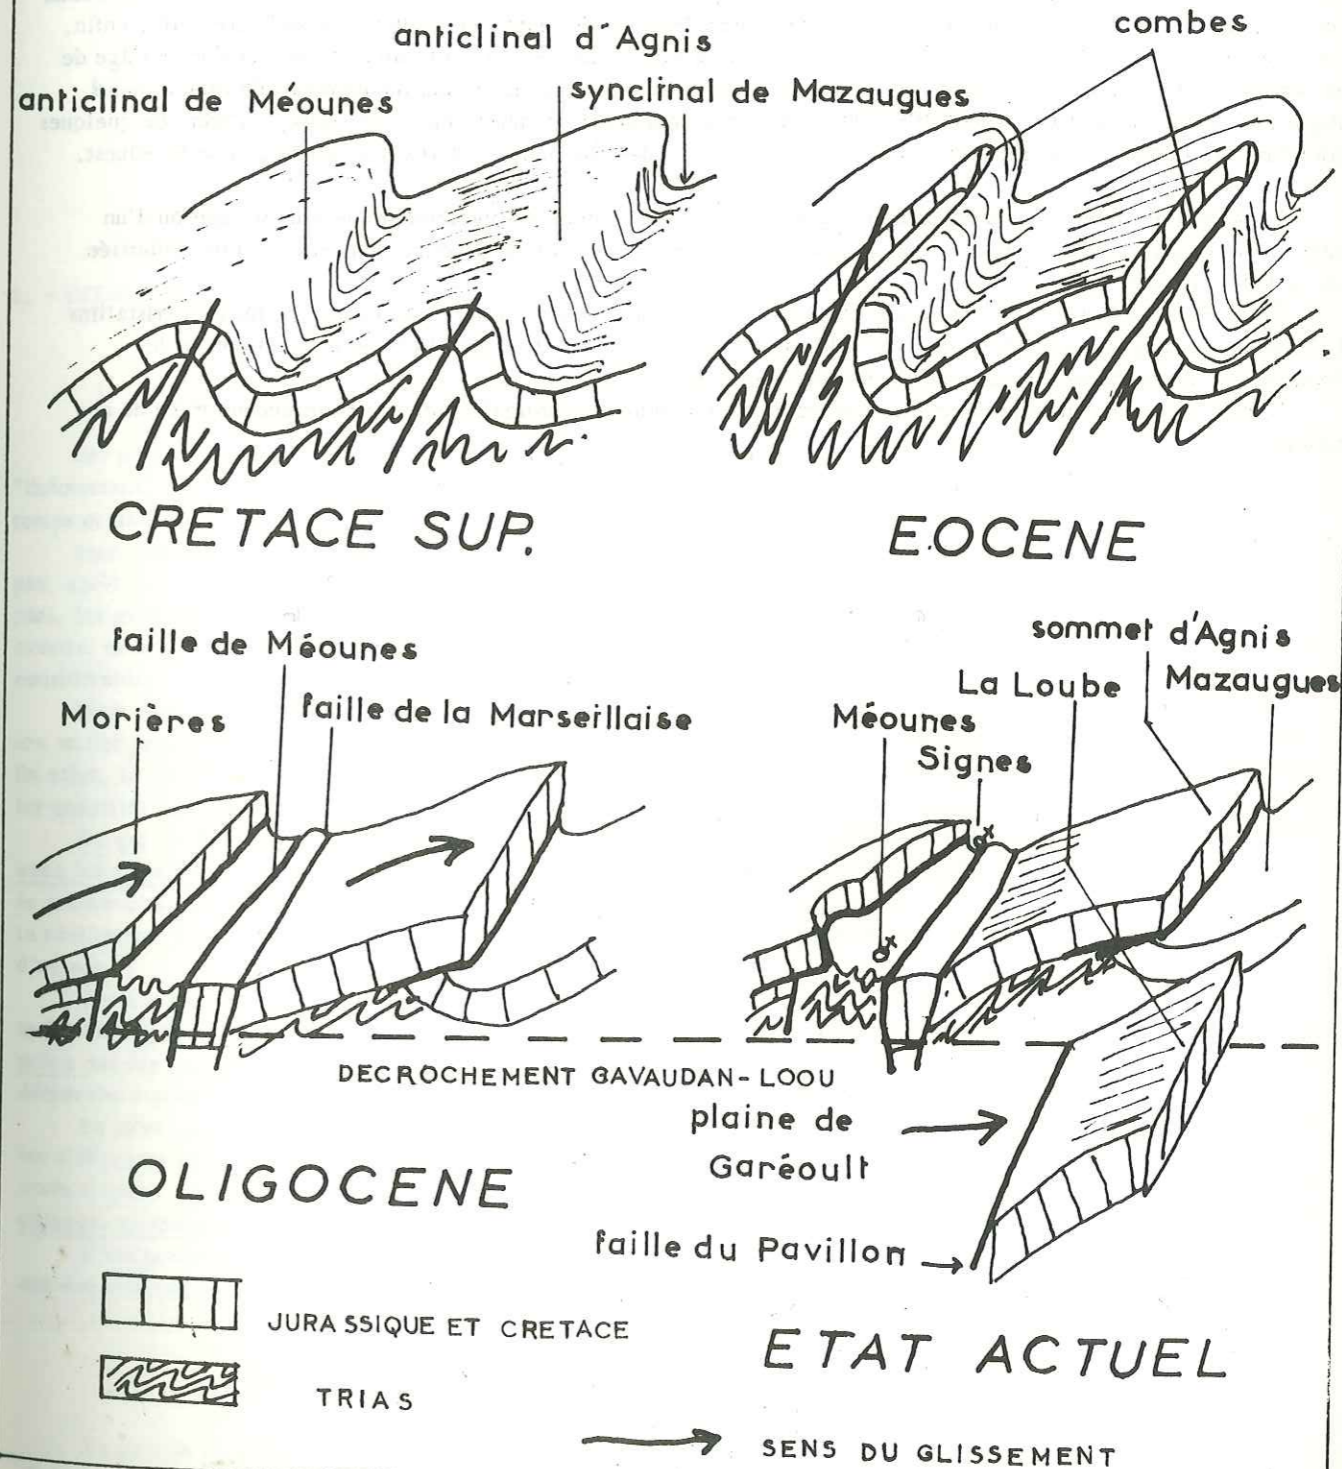 combes
anticlinal d'Agnis
anticlinal de Méounes
synclinal de Mazaugues
CRETACE SUP.
EOCENE
faille de Méounes
Morières
faille de la Marseillaise
sommet d'Agnis
La Loube
Mazaugues
Méounes
Signes
DECROCHEMENT GAVAUDAN-LOOU
plaine de
Garéoult
OLIGOCENE
faille du Pavillon
JURASSIQUE ET CRETACE
ETAT ACTUEL
TRIAS
SENS DU GLISSEMENT